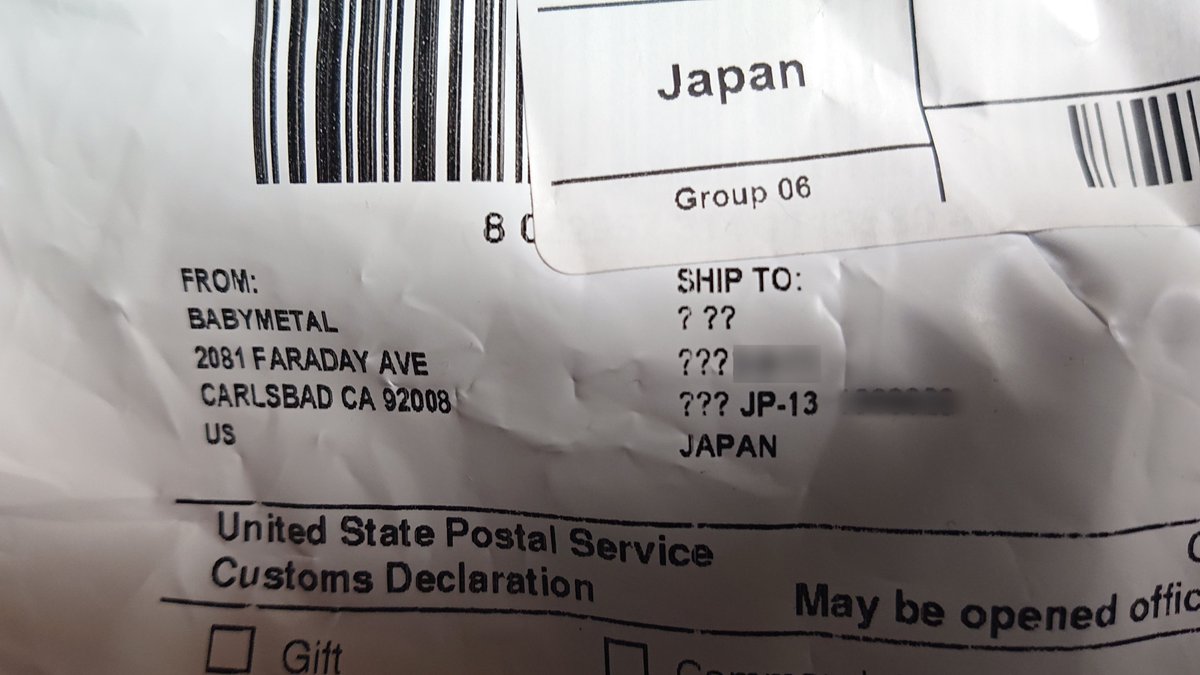 Japan
Group 06
8
FROM:
BABYMETAL
2081 FARADAY AVE
CARLSBAD CA 92008
US
SHIP TO:
? ??
???
??? JP-13
JAPAN
United State Postal Service
Customs Declaration
May be opened
Gift